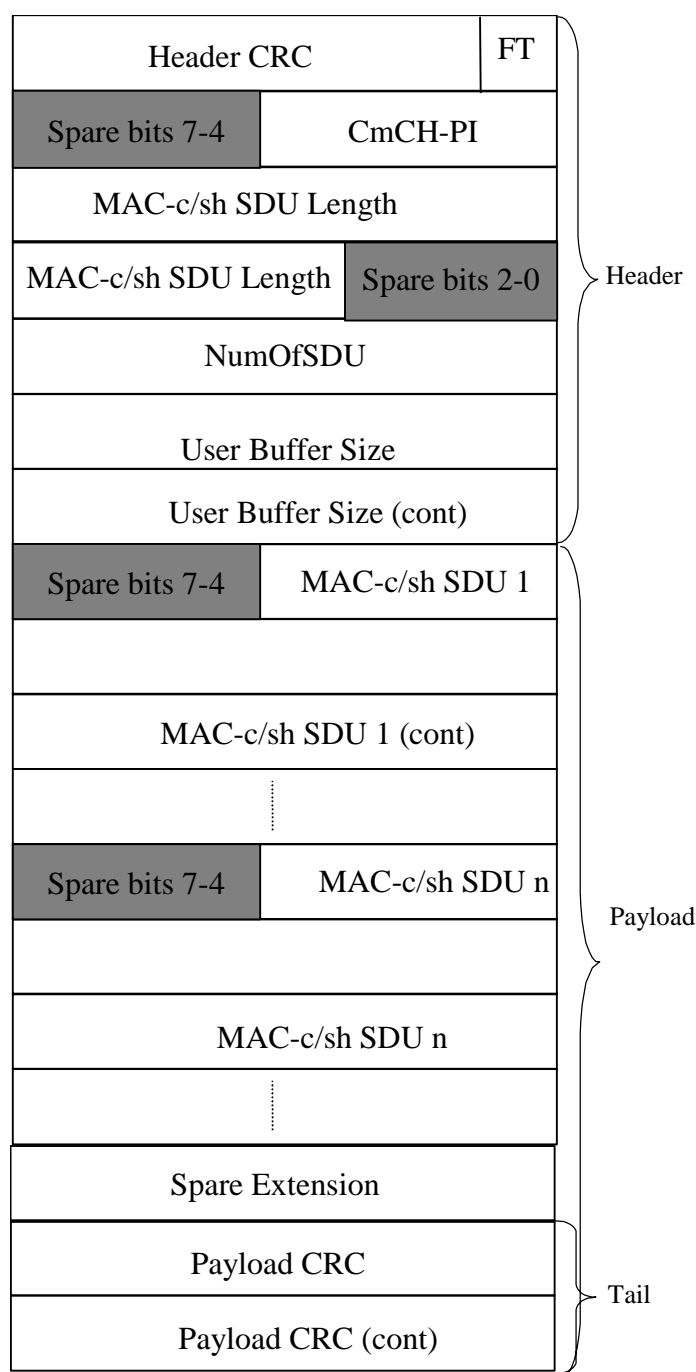 Header CRC FT
Spare bits 7-4 CmCH-PI
MAC-c/sh SDU Length
MAC-c/sh SDU Length Spare bits 2-0
Header
NumOfSDU
User Buffer Size
User Buffer Size (cont)
Spare bits 7-4 MAC-c/sh SDU 1
MAC-c/sh SDU 1 (cont)
Spare bits 7-4 MAC-c/sh SDU n
Payload
MAC-c/sh SDU n
Spare Extension
Payload CRC
Tail
Payload CRC (cont)